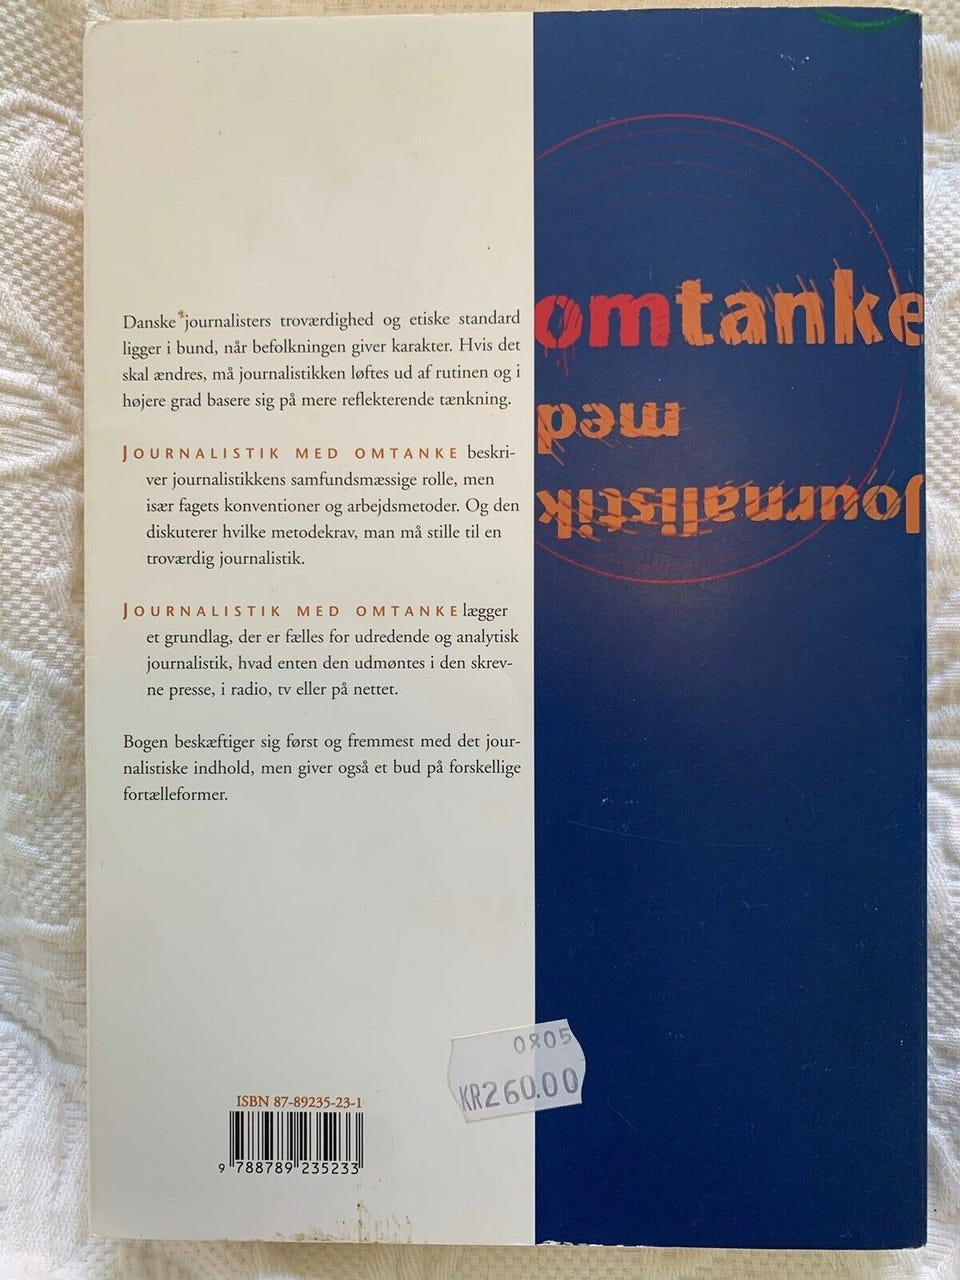 Danske journalisters troværdighed og etiske standard
ligger i bund, når befolkningen giver karakter. Hvis det
skal ændres, må journalistikken løftes ud af rutinen og i
højere grad basere sig på mere reflekterende tænkning.
JOURNALISTIK MED OMTANKE beskri-
ver journalistikkens samfundsmæssige rolle, men
især fagets konventioner og arbejdsmetoder. Og den
diskuterer hvilke metodekrav, man må stille til en
troværdig journalistik.
JOURNALISTIK MED OMTANKE lægger
et grundlag, der er fælles for udredende og analytisk
journalistik, hvad enten den udmøntes i den skrev-
ne presse, i radio, tv eller på nettet.
Bogen beskæftiger sig først og fremmest med det jour-
nalistiske indhold, men giver også et bud på forskellige
fortælleformer.
omtanke
med
Journalistik
0805
KR260.00
ISBN 87-89235-23-1
9 788789 235233